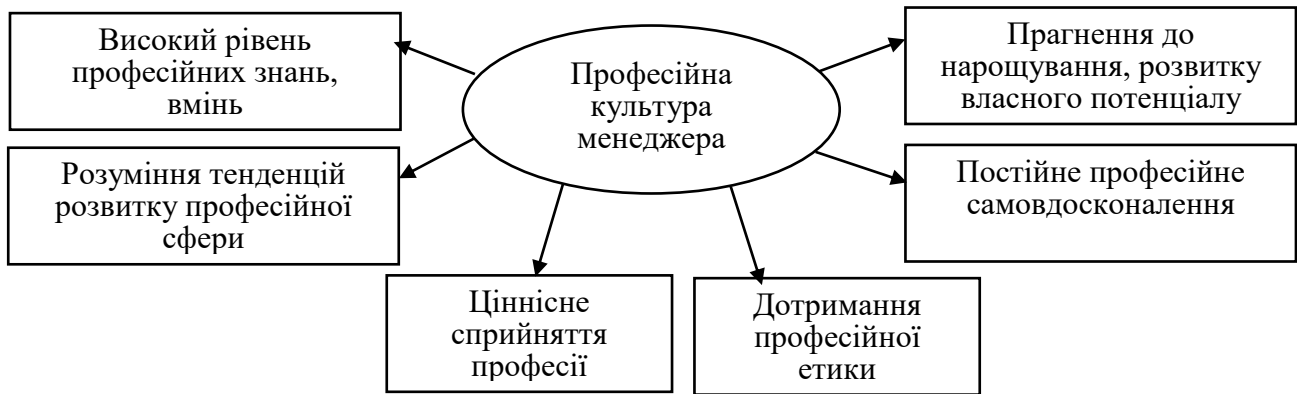 Високий рівень
професійних знань,
вмінь
Професійна
культура
менеджера
Прагнення до
нарощування, розвитку
власного потенціалу
Розуміння тенденцій
розвитку професійної
сфери
Постійне професійне
самовдосконалення
Ціннісне
сприйняття
професії
Дотримання
професійної
етики